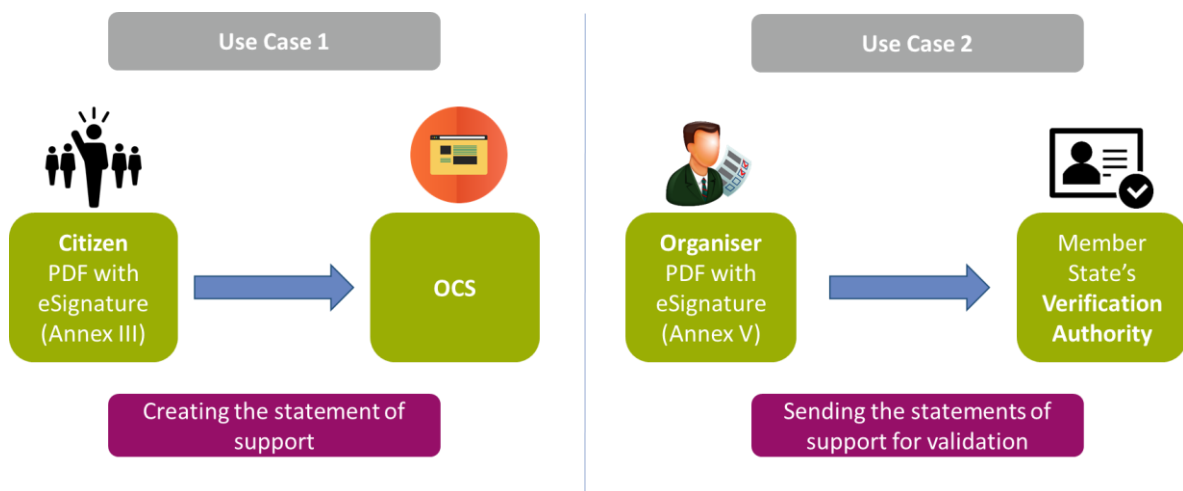 Use Case 1
Citizen
PDF with
eSignature
(Annex III)
OCS
Creating the statement of
support
Use Case 2
Organiser
PDF with
eSignature
(Annex V)
Member
State's
Verification
Authority
Sending the statements of
support for validation